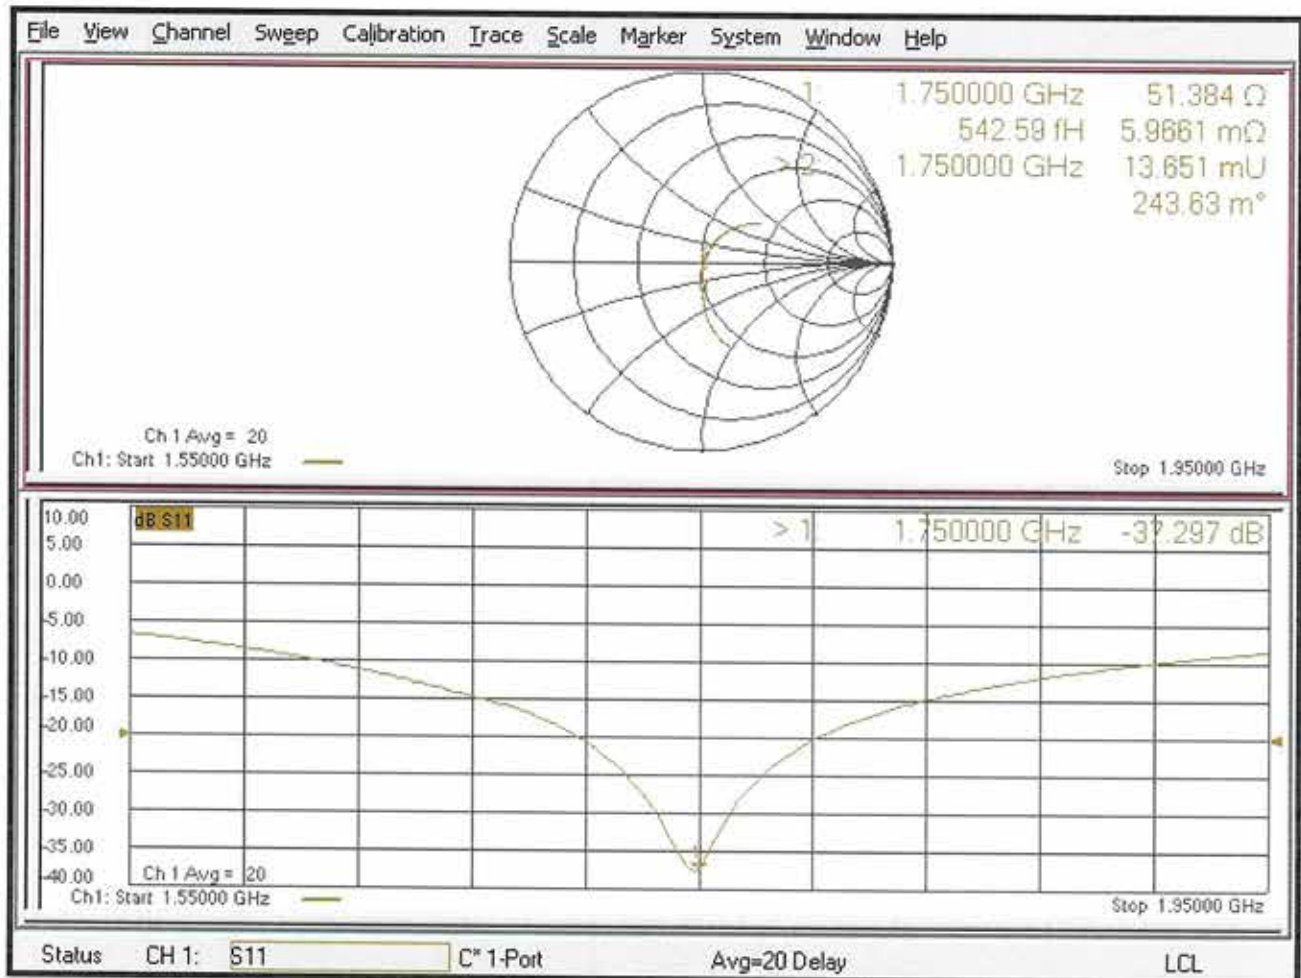 File View Channel Sweep Calibration Trace Scale Marker System Window Help
1. 1.750000 GHz 51.384 Ω
542.59 fH 5.9661 mΩ
> 2 1.750000 GHz 13.651 mU
243.63 m°
Ch 1 Avg = 20
Ch1: Start 1.55000 GHz
Stop 1.95000 GHz
10.00
dB S11
> 1: 1.750000 GHz -37.297 dB
5.00
0.00
-5.00
-10.00
-15.00
-20.00
-25.00
-30.00
-35.00
-40.00
1
Ch 1 Avg = 20
Ch1: Start 1.55000 GHz
Stop 1.95000 GHz
Status CH 1: S11 C* 1-Port Avg=20 Delay LCL